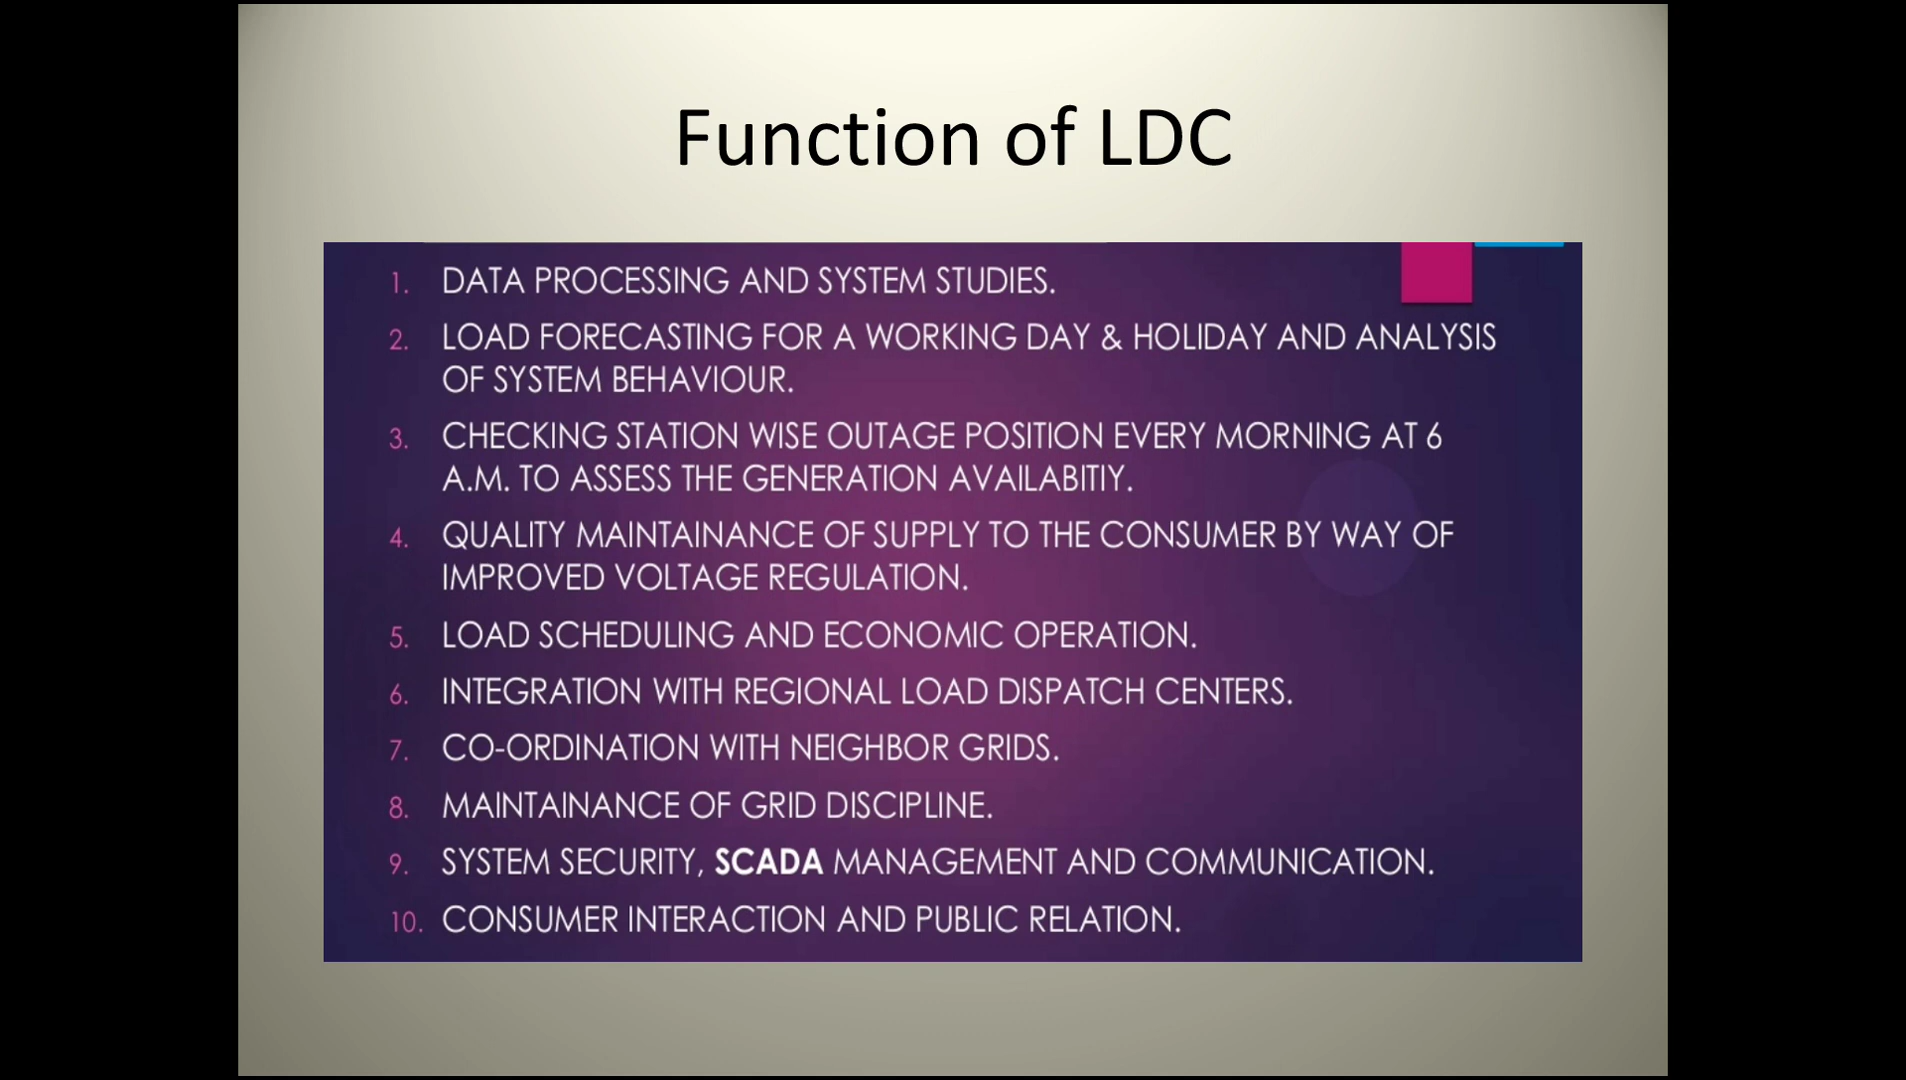 Function of LDC
1. DATA PROCESSING AND SYSTEM STUDIES.
2. LOAD FORECASTING FOR A WORKING DAY & HOLIDAY AND ANALYSIS
OF SYSTEM BEHAVIOUR.
3. CHECKING STATION WISE OUTAGE POSITION EVERY MORNING AT 6
A.M. TO ASSESS THE GENERATION AVAILABITIY.
4. QUALITY MAINTAINANCE OF SUPPLY TO THE CONSUMER BY WAY OF
IMPROVED VOLTAGE REGULATION.
5. LOAD SCHEDULING AND ECONOMIC OPERATION.
6. INTEGRATION WITH REGIONAL LOAD DISPATCH CENTERS.
7. CO-ORDINATION WITH NEIGHBOR GRIDS.
8. MAINTAINANCE OF GRID DISCIPLINE.
9. SYSTEM SECURITY, SCADA MANAGEMENT AND COMMUNICATION.
10. CONSUMER INTERACTION AND PUBLIC RELATION.